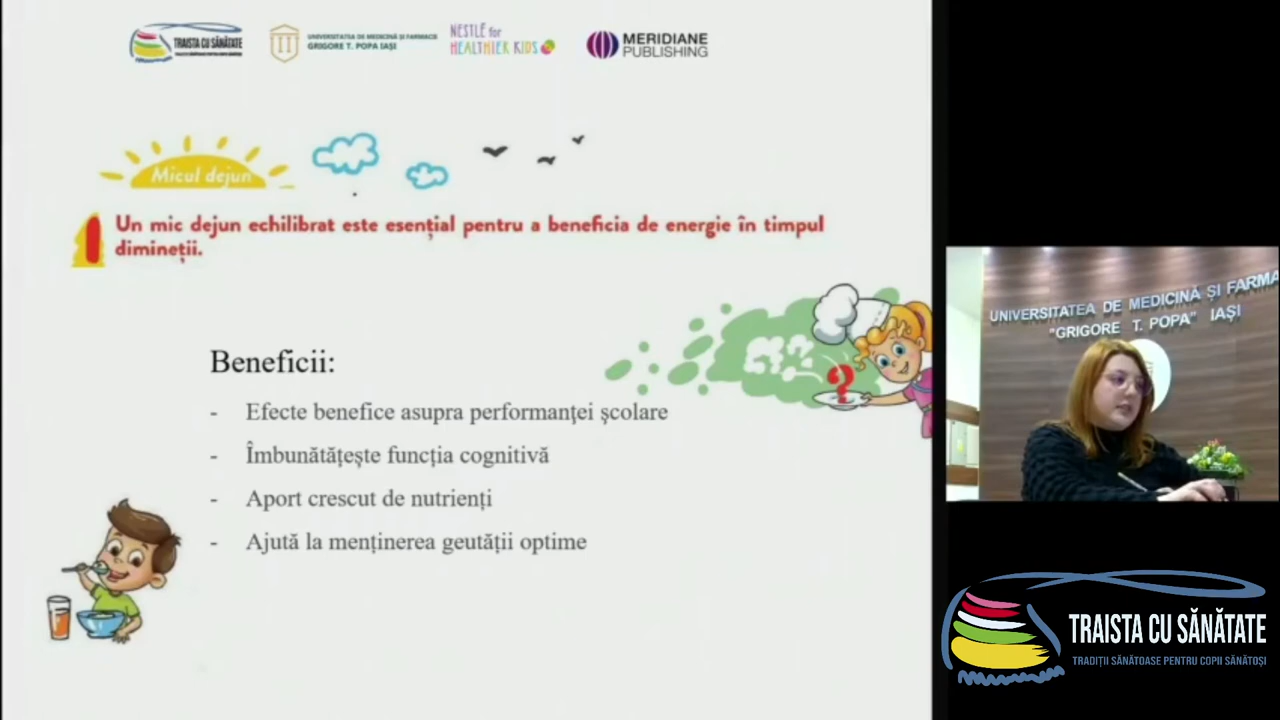 TRAISTA CU SĂNĂTATE
UNIVERSITATEA DE MEDICINĂ ȘI FARMACIE
GRIGORE T. POPA IAȘI
NESTLÉ for
HEALTHIER KIDS
MERIDIANE
PUBLISHING
Micul dejun
1 Un mic dejun echilibrat este esențial pentru a beneficia de energie în timpul
dimineții.
Beneficii:
- Efecte benefice asupra performanței școlare
- Îmbunătățește funcția cognitivă
- Aport crescut de nutrienți
- Ajută la menținerea geutății optime
?
UNIVERSITATEA DE MEDICINĂ ȘI FARMA
"GRIGORE T. POPA" IAȘI
TRAISTA CU SĂNĂTATE
TRADIȚII SĂNĂTOASE PENTRU COPII SĂNĂTOȘI